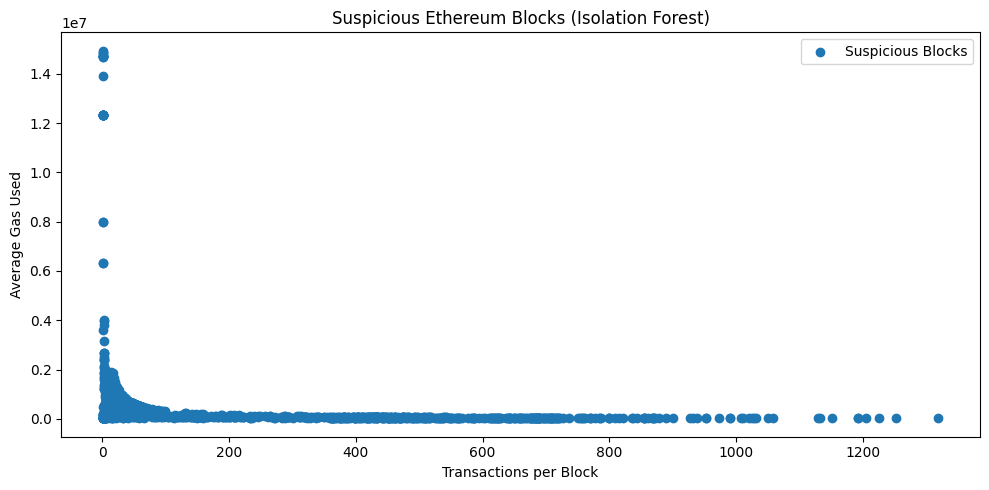 Suspicious Ethereum Blocks (Isolation Forest)
1e7
Suspicious Blocks
1.4
1.2
1.0
0.8
0.6
0.4
0.2
0.0
Average Gas Used
0 200 400 600 800 1000 1200
Transactions per Block